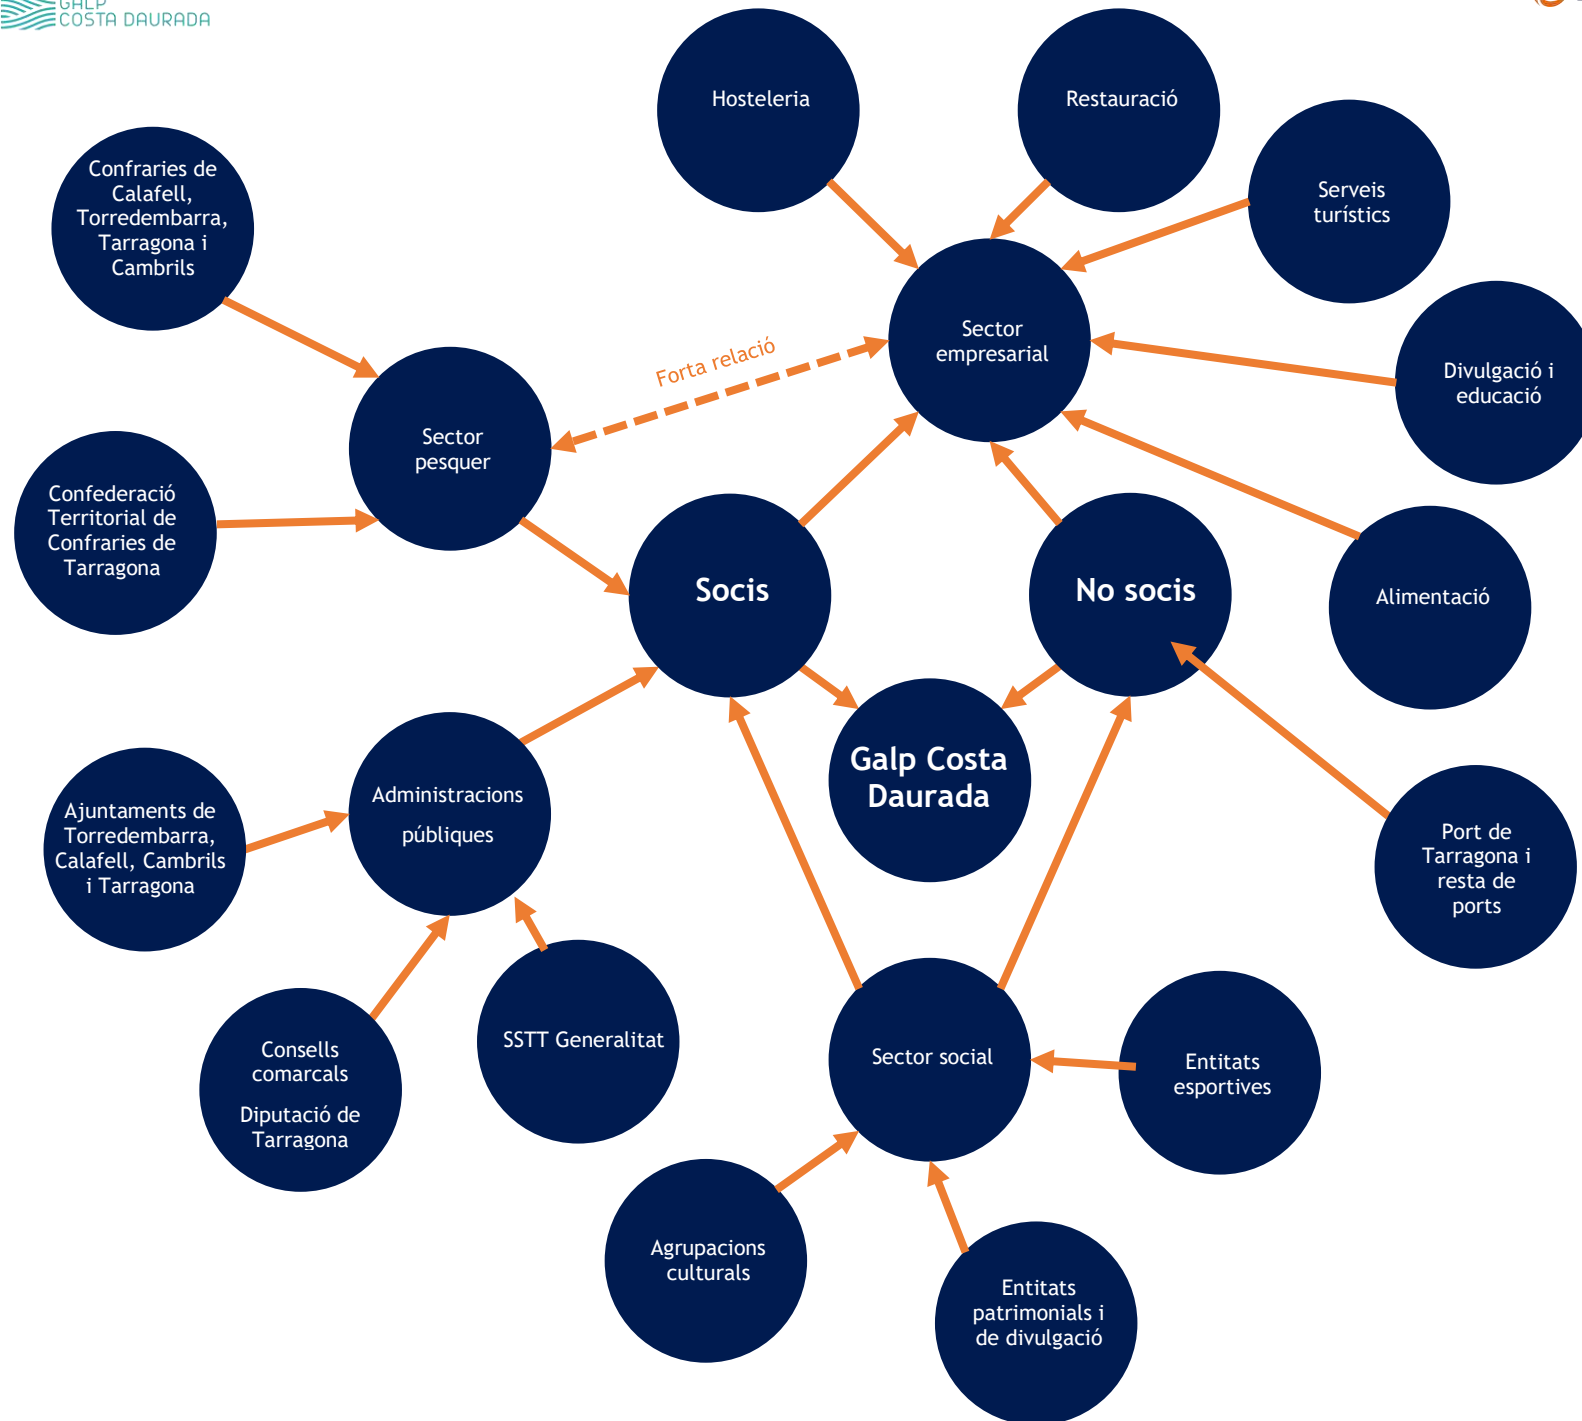 GALP
COSTA DAURADA
Hosteleria
Restauració
Confraries de
Calafell,
Torredembarra,
Tarragona i
Cambrils
Serveis
turístics
Sector
empresarial
Forta relació
Divulgació i
educació
Sector
pesquer
Confederació
Territorial de
Confraries de
Tarragona
Socis
No socis
Alimentació
Galp Costa
Daurada
Administracions
públiques
Ajuntaments de
Torredembarra,
Calafell, Cambrils
i Tarragona
Port de
Tarragona i
resta de
ports
SSTT Generalitat
Consells
comarcals
Diputació de
Tarragona
Sector social
Entitats
esportives
Agrupacions
culturals
Entitats
patrimonials i
de divulgació